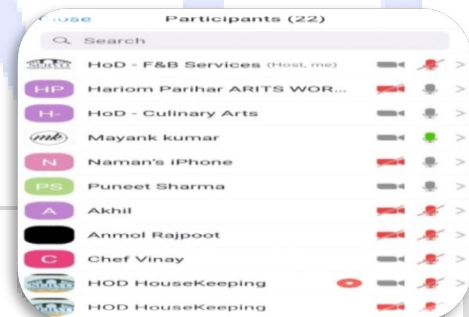 Participants (22)
Search
HoD - F&B Services (Host, me)
HP Hariom Parihar ARITS WOR...
H- HoD - Culinary Arts
mk Mayank kumar
N Naman's iPhone
PS Puneet Sharma
A Akhil
Anmol Rajpoot
C Chef Vinay
HOD HouseKeeping
HOD HouseKeeping